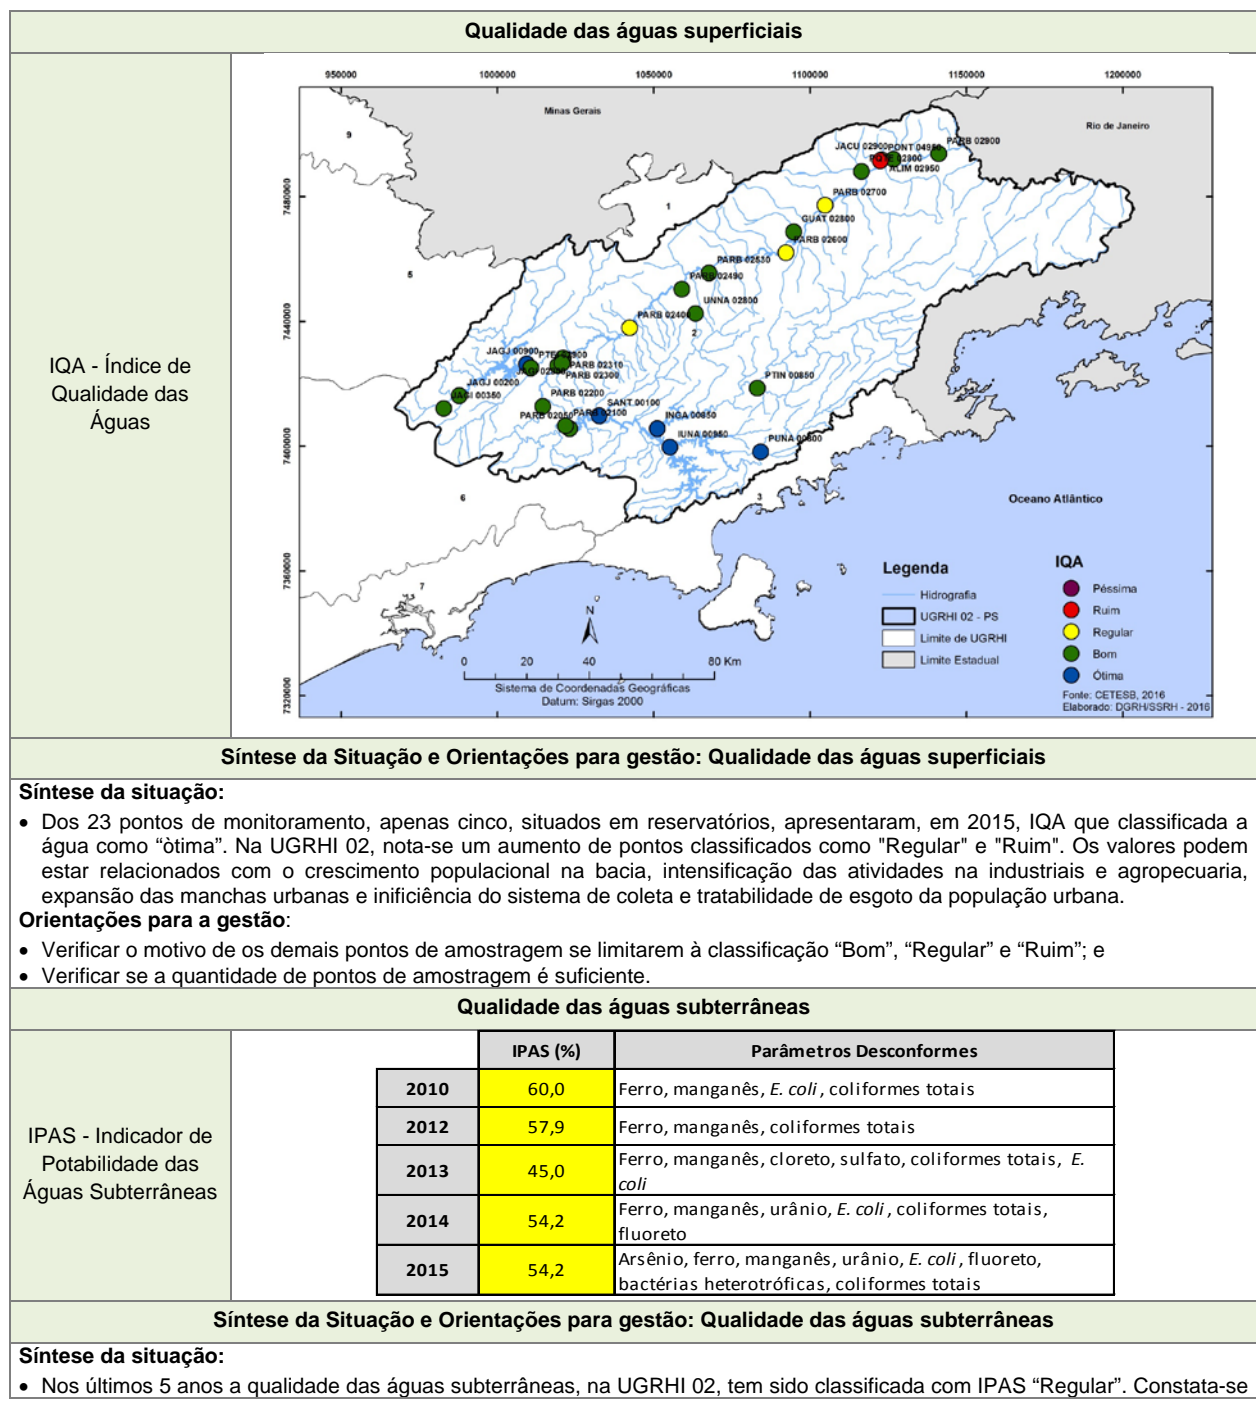 Qualidade das águas superficiais
IQA - Índice de
Qualidade das
Águas
950000 1000000 1050000 1100000 1150000 1200000
7480000
7440000
7400000
7360000
7320000
Minas Gerais
Rio de Janeiro
9
1
5
2
6
3
7
JACU 02900
PONT 04950
PARB 02900
PQTE 02800
ALIM 02950
PARB 02700
GUAT 02800
PARB 02600
PARB 02530
PARB 02490
UNNA 02800
PARB 02400
JAGJ 00900
PTEI 02900
PARB 02310
PARB 02300
JAGJ 00200
JAGI 00350
PARB 02200
SANT 00100
PARB 02050
PARB 02100
INGA 00850
IUNA 00950
PTIN 00850
PUNA 00800
Oceano Atlântico
N
0 20 40 80 Km
Sistema de Coordenadas Geográficas
Datum: Sirgas 2000
Legenda
Hidrografia
UGRHI 02 - PS
Limite de UGRHI
Limite Estadual
IQA
Péssima
Ruim
Regular
Bom
Ótima
Fonte: CETESB, 2016
Elaborado: DGRH/SSRH - 2016
Síntese da Situação e Orientações para gestão: Qualidade das águas superficiais
Síntese da situação:
• Dos 23 pontos de monitoramento, apenas cinco, situados em reservatórios, apresentaram, em 2015, IQA que classificada a
água como “òtima”. Na UGRHI 02, nota-se um aumento de pontos classificados como "Regular" e "Ruim". Os valores podem
estar relacionados com o crescimento populacional na bacia, intensificação das atividades na industriais e agropecuaria,
expansão das manchas urbanas e inificiência do sistema de coleta e tratabilidade de esgoto da população urbana.
Orientações para a gestão:
• Verificar o motivo de os demais pontos de amostragem se limitarem à classificação “Bom”, “Regular” e “Ruim”; e
• Verificar se a quantidade de pontos de amostragem é suficiente.
Qualidade das águas subterrâneas
IPAS - Indicador de
Potabilidade das
Águas Subterrâneas
IPAS (%) Parâmetros Desconformes
2010 60,0 Ferro, manganês, E. coli , coliformes totais
2012 57,9 Ferro, manganês, coliformes totais
2013 45,0 Ferro, manganês, cloreto, sulfato, coliformes totais, E.
coli
2014 54,2 Ferro, manganês, urânio, E. coli , coliformes totais,
fluoreto
2015 54,2 Arsênio, ferro, manganês, urânio, E. coli , fluoreto,
bactérias heterotróficas, coliformes totais
Síntese da Situação e Orientações para gestão: Qualidade das águas subterrâneas
Síntese da situação:
• Nos últimos 5 anos a qualidade das águas subterrâneas, na UGRHI 02, tem sido classificada com IPAS “Regular”. Constata-se